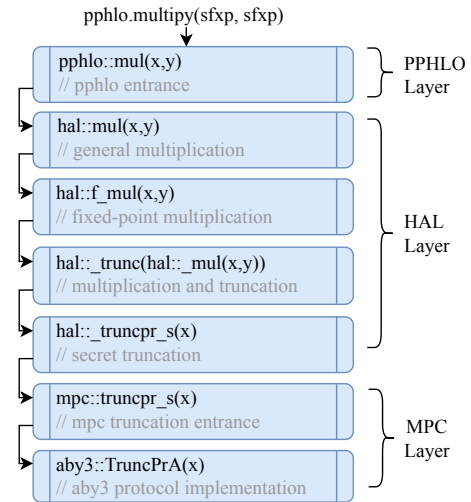 pphlo.multipy(sfxp, sfxp)
pphlo::mul(x,y)
// pphlo entrance
PPHLO
Layer
hal::mul(x,y)
// general multiplication
hal::f_mul(x,y)
// fixed-point multiplication
HAL
Layer
hal::_trunc(hal::_mul(x,y))
// multiplication and truncation
hal::_truncpr_s(x)
// secret truncation
mpc::truncpr_s(x)
// mpc truncation entrance
MPC
Layer
aby3::TruncPrA(x)
// aby3 protocol implementation